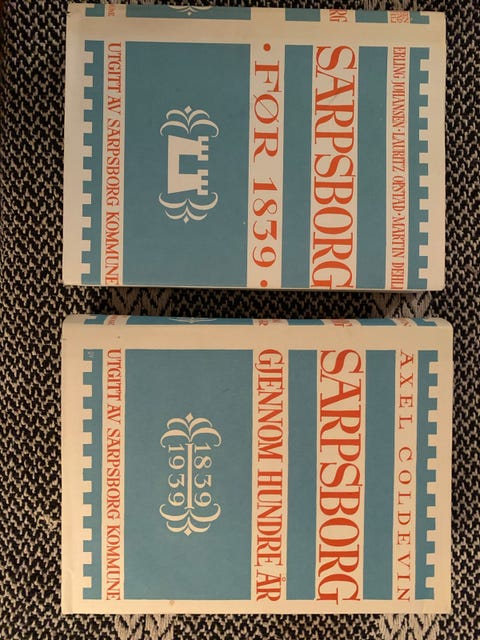 ERLING JOHANSEN · LAURITZ OPSTAD · MARTIN DEHLI
SARPSBORG
· FØR 1839 ·
UTGITT AV SARPSBORG KOMMUNE
AXEL COLDEVIN
SARPSBORG
GJENNOM HUNDRE ÅR
1839
1939
UTGITT AV SARPSBORG KOMMUNE